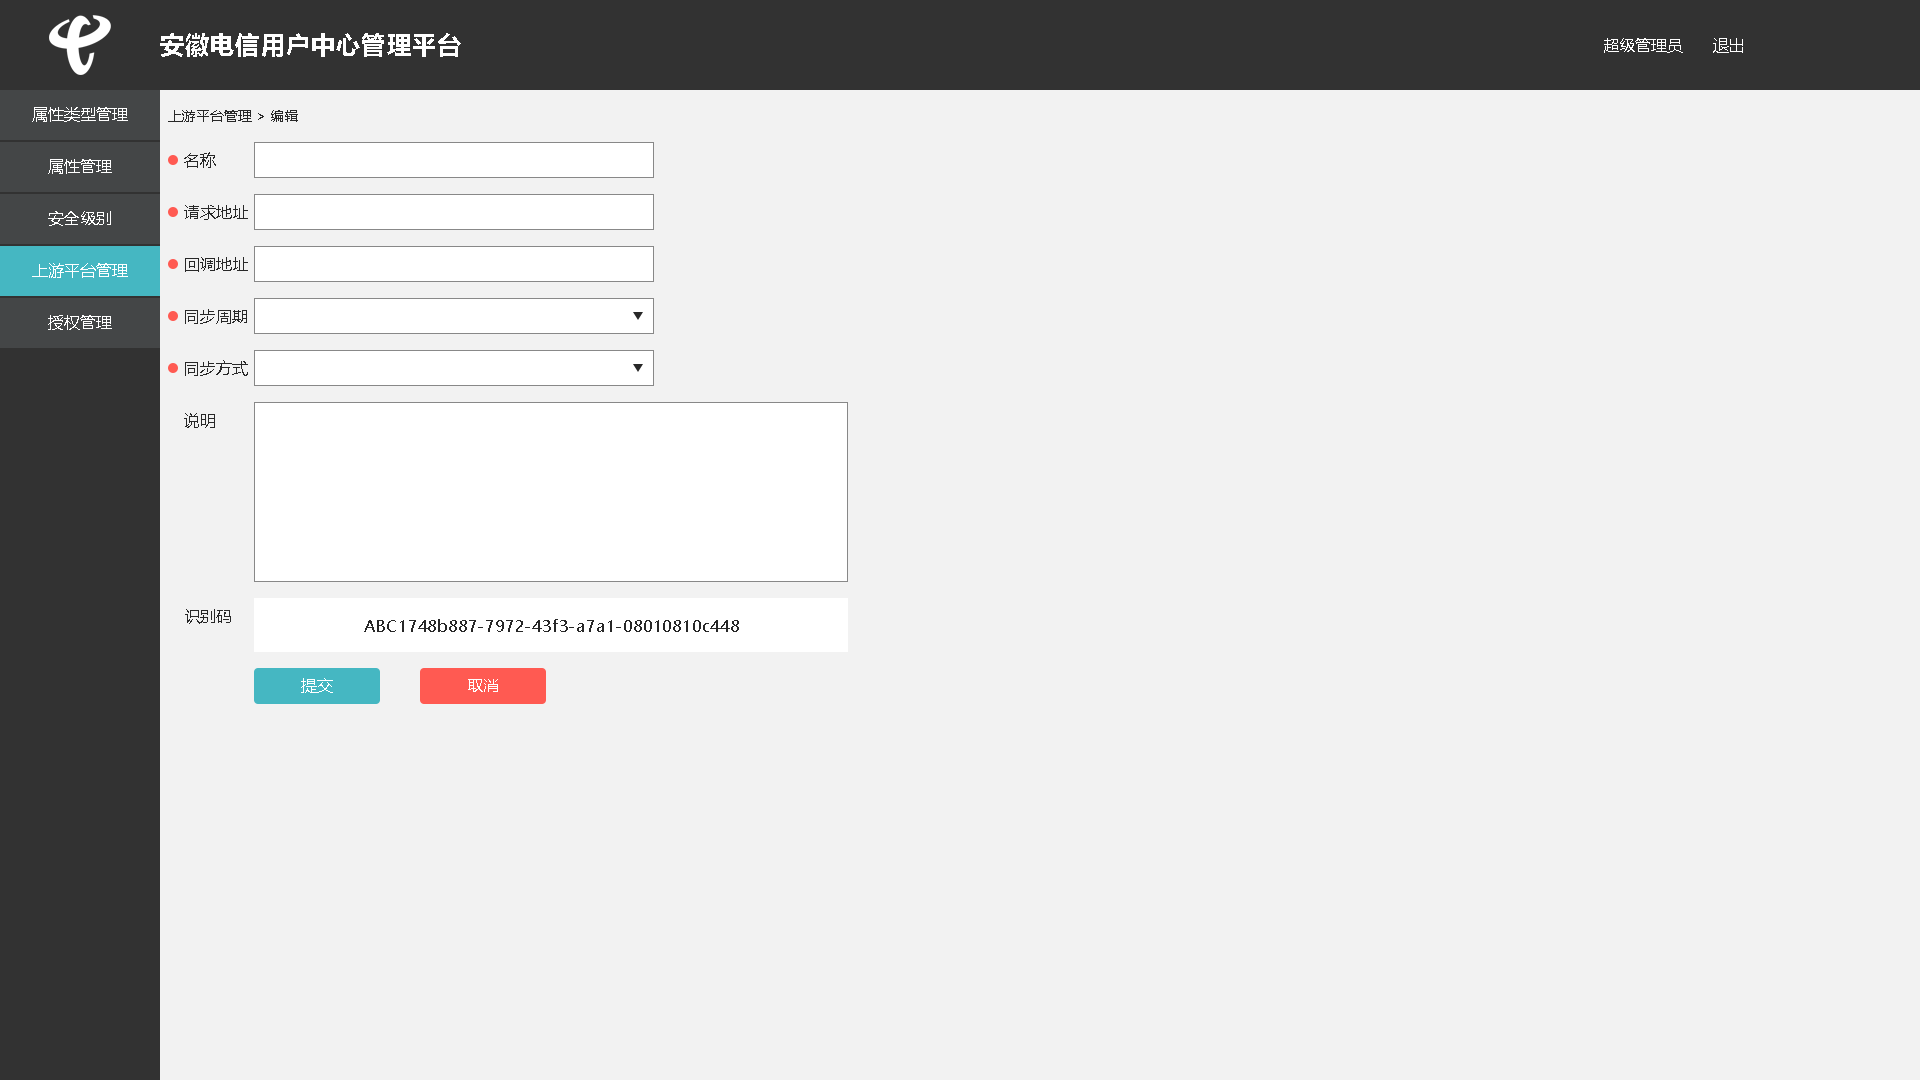 安徽电信用户中心管理平台
超级管理员 退出
属性类型管理
属性管理
安全级别
上游平台管理
授权管理
上游平台管理 > 编辑
名称
请求地址
回调地址
同步周期
同步方式
说明
识别码
ABC1748b887-7972-43f3-a7a1-08010810c448
提交 取消